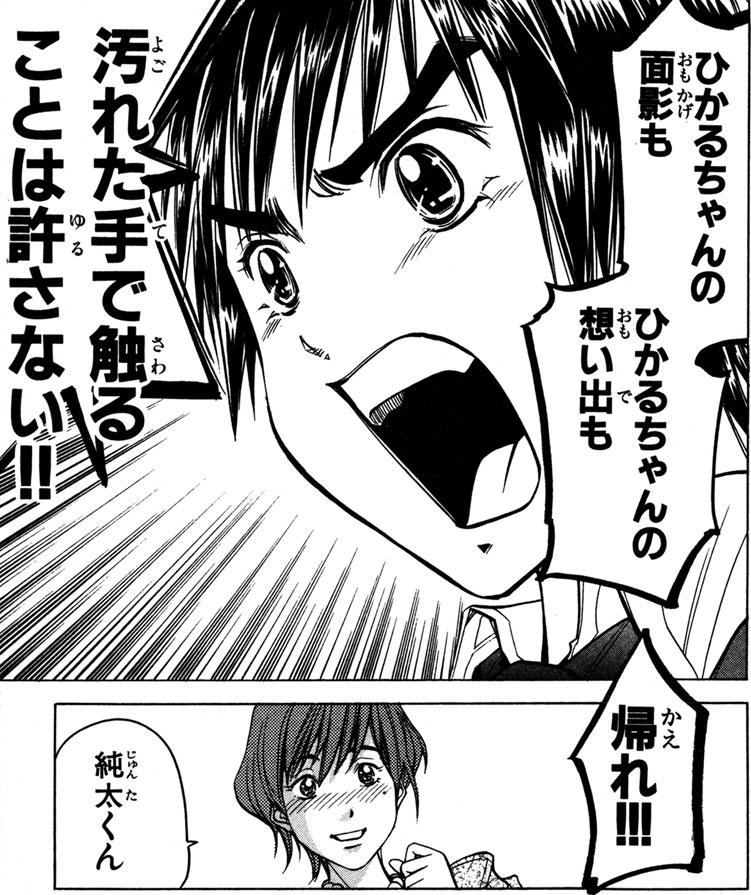 ひかるちゃんの
面影も
ひかるちゃんの
想い出も
汚れた手で触る
ことは許さない!!
帰れ!!!
純太くん